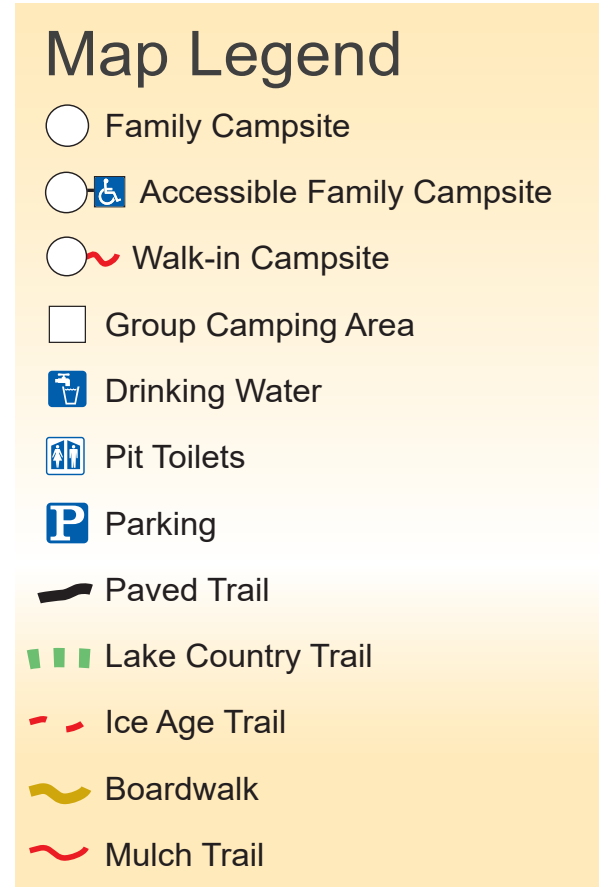 Map Legend
Family Campsite
Accessible Family Campsite
Walk-in Campsite
Group Camping Area
Drinking Water
Pit Toilets
P Parking
Paved Trail
Lake Country Trail
Ice Age Trail
Boardwalk
Mulch Trail